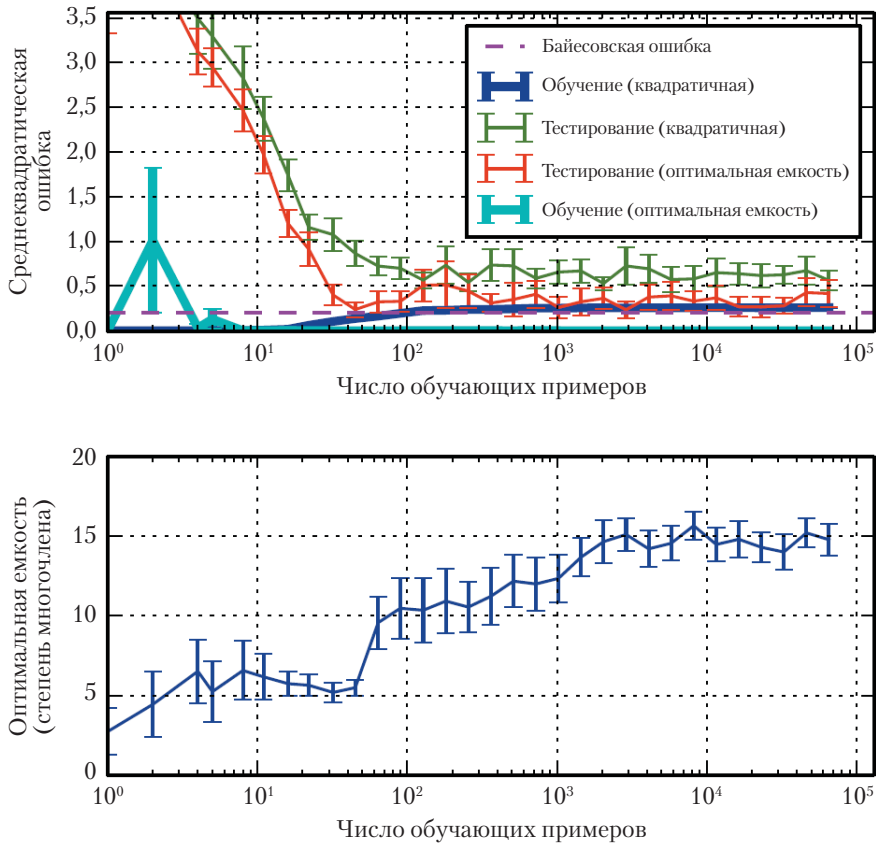 Среднеквадратическая
ошибка
3,5
3,0
2,5
2,0
1,5
1,0
0,5
0,0
Байесовская ошибка
Обучение (квадратичная)
Тестирование (квадратичная)
Тестирование (оптимальная емкость)
Обучение (оптимальная емкость)
10⁰ 10¹ 10² 10³ 10⁴ 10⁵
Число обучающих примеров
Оптимальная емкость
(степень многочлена)
20
15
10
5
0
10⁰ 10¹ 10² 10³ 10⁴ 10⁵
Число обучающих примеров